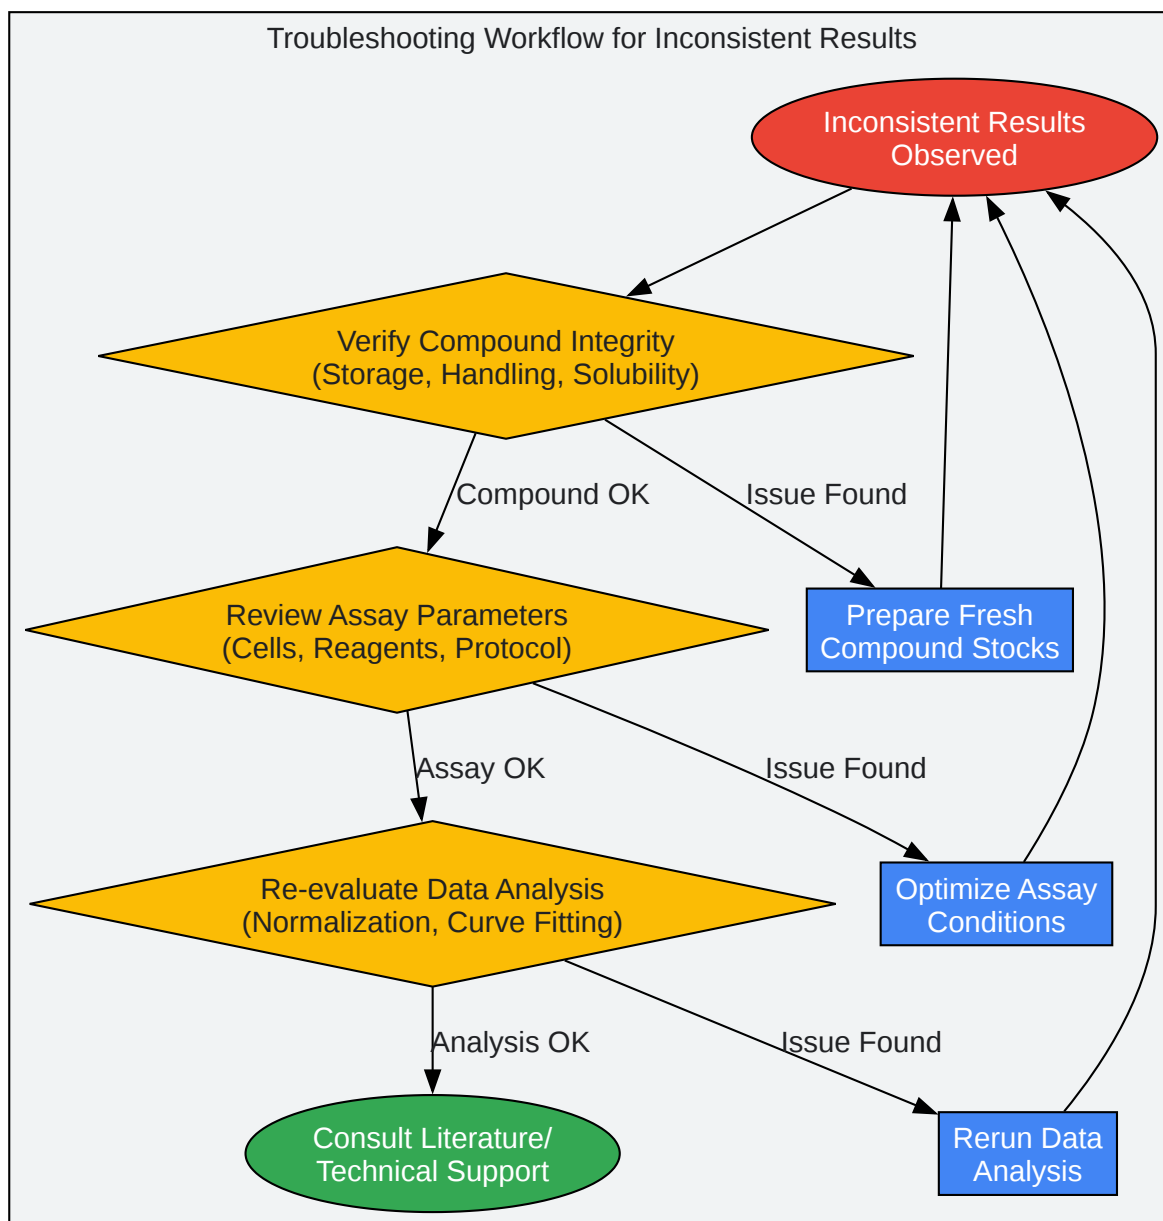 Troubleshooting Workflow for Inconsistent Results
Inconsistent Results
Observed
Verify Compound Integrity
(Storage, Handling, Solubility)
Compound OK
Issue Found
Review Assay Parameters
(Cells, Reagents, Protocol)
Prepare Fresh
Compound Stocks
Assay OK
Issue Found
Re-evaluate Data Analysis
(Normalization, Curve Fitting)
Optimize Assay
Conditions
Analysis OK
Issue Found
Consult Literature/
Technical Support
Rerun Data
Analysis